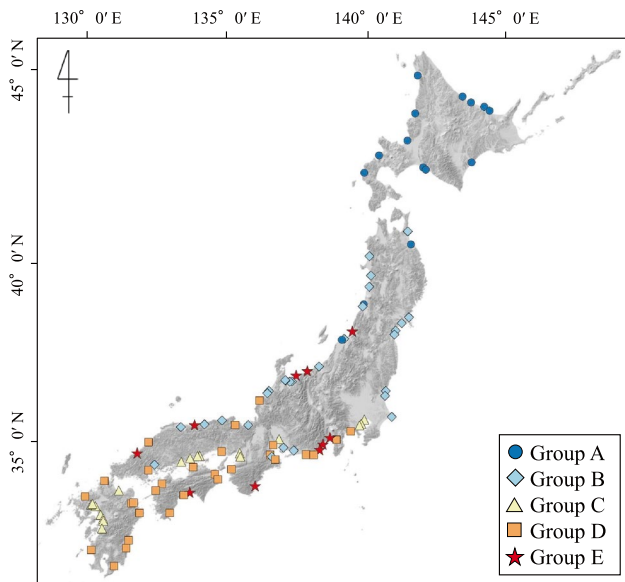 130° 0' E 135° 0' E 140° 0' E 145° 0' E
45° 0' N
40° 0' N
35° 0' N
Group A
Group B
Group C
Group D
Group E